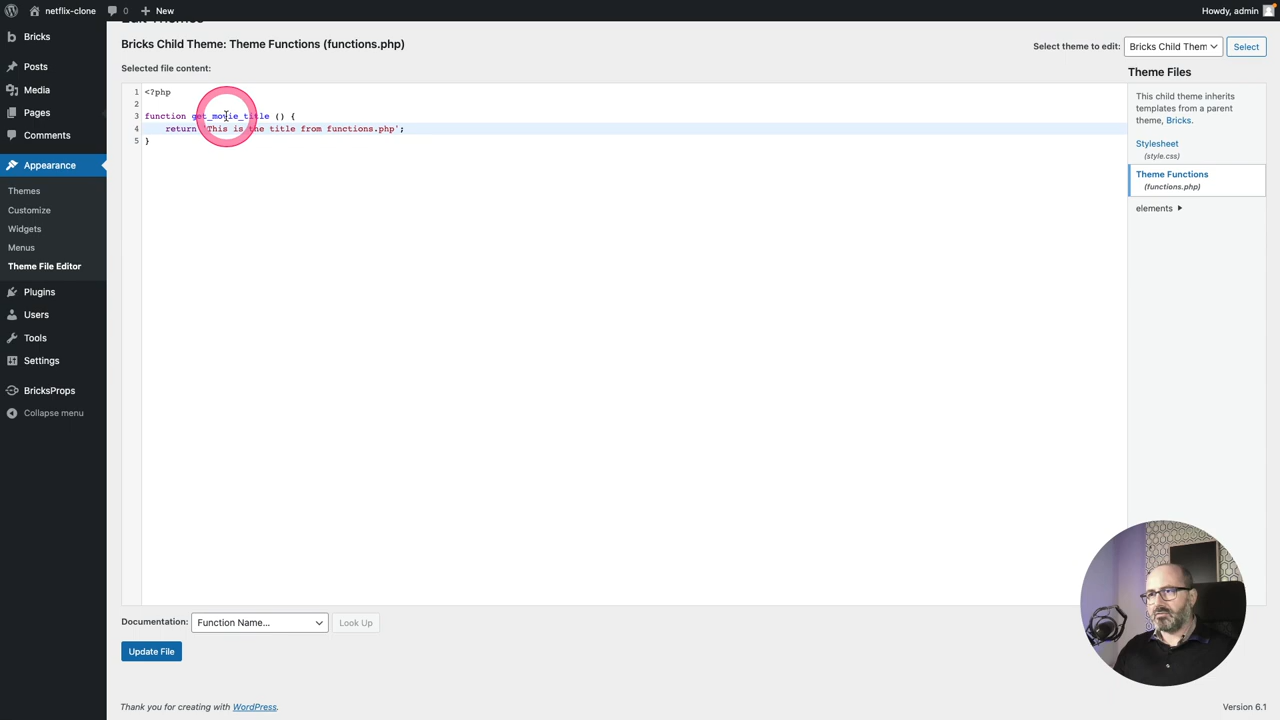 netflix-clone
0
New
Howdy, admin
Bricks
Posts
Media
Pages
Comments
Appearance
Themes
Customize
Widgets
Menus
Theme File Editor
Plugins
Users
Tools
Settings
BricksProps
Collapse menu
Edit Themes
Bricks Child Theme: Theme Functions (functions.php)
Select theme to edit:
Bricks Child Them
Select
Selected file content:
1 <?php
2
3 function get_movie_title () {
4 return 'This is the title from functions.php';
5 }
Theme Files
This child theme inherits
templates from a parent
theme, Bricks.
Stylesheet
(style.css)
Theme Functions
(functions.php)
elements
Documentation:
Function Name...
Look Up
Update File
Thank you for creating with WordPress.
Version 6.1